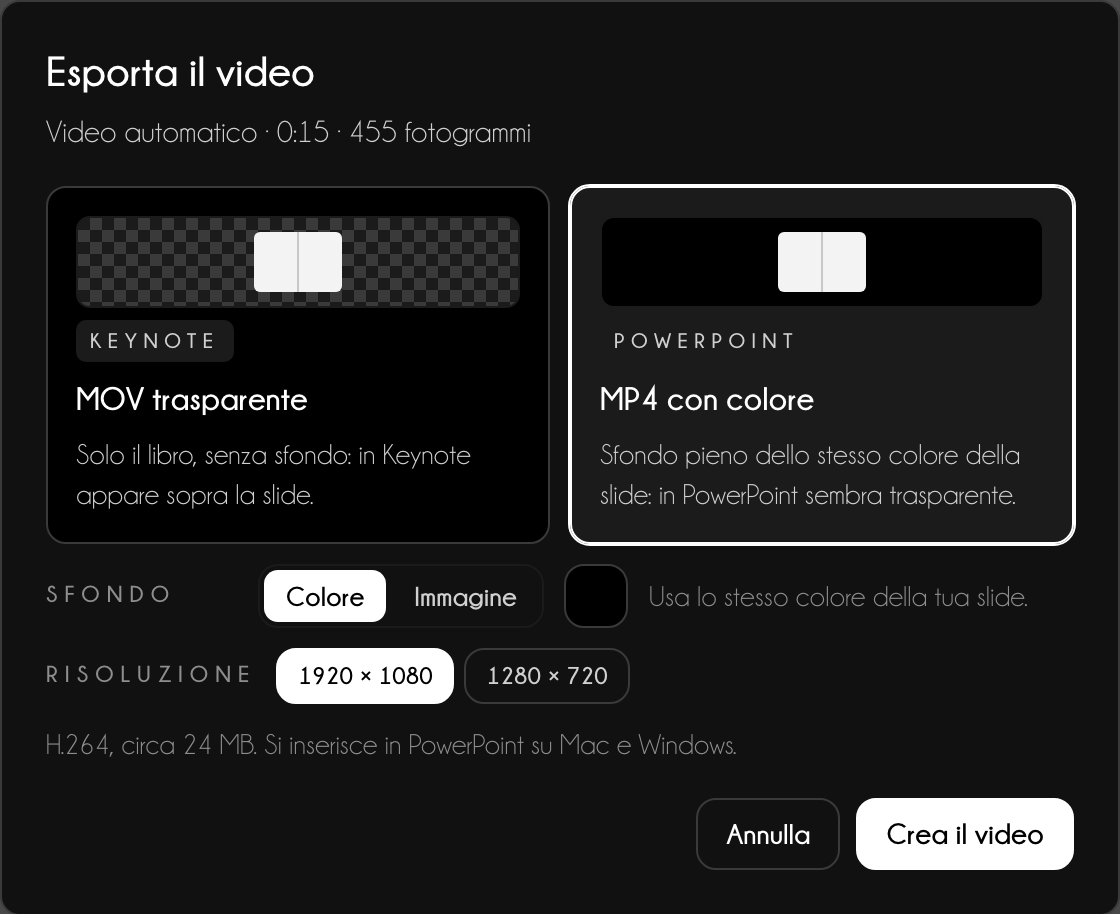 Esporta il video
Video automatico · 0:15 · 455 fotogrammi
KEYNOTE
MOV trasparente
Solo il libro, senza sfondo: in Keynote
appare sopra la slide.
POWERPOINT
MP4 con colore
Sfondo pieno dello stesso colore della
slide: in PowerPoint sembra trasparente.
SFONDO Colore Immagine Usa lo stesso colore della tua slide.
RISOLUZIONE 1920 × 1080 1280 × 720
H.264, circa 24 MB. Si inserisce in PowerPoint su Mac e Windows.
Annulla Crea il video